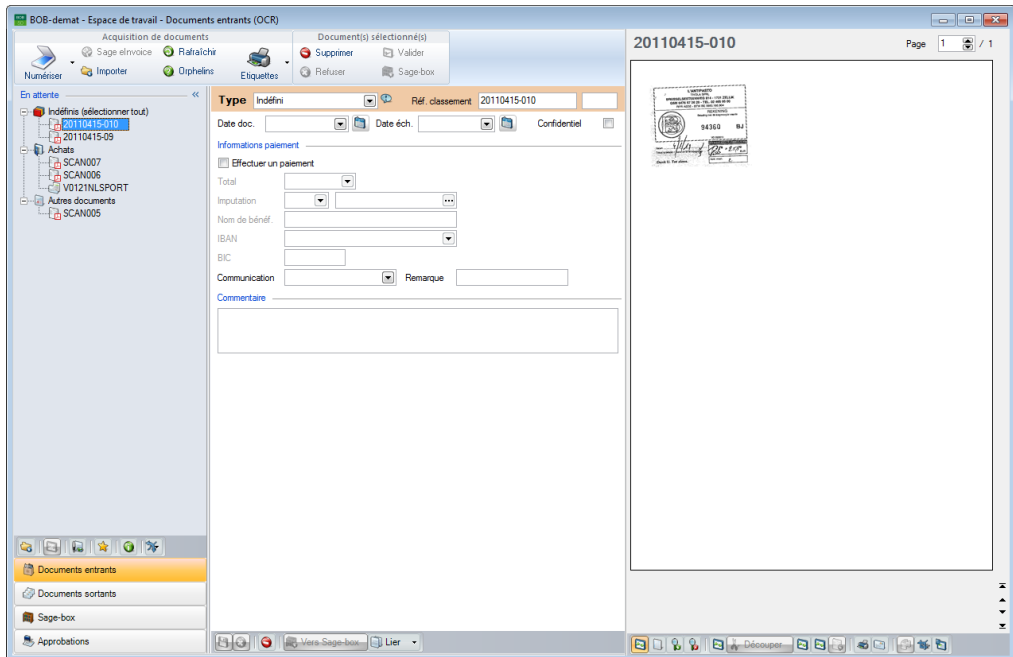 BOB-demat - Espace de travail - Documents entrants (OCR)
Acquisition de documents
Document(s) sélectionné(s)
Numériser
Sage eInvoice
Rafraîchir
Importer
Orphelins
Etiquettes
Supprimer
Valider
Refuser
Sage-box
En attente
Indéfinis (sélectionner tout)
20110415-010
20110415-09
Achats
SCAN007
SCAN006
V0121NLSPORT
Autres documents
SCAN005
Documents entrants
Documents sortants
Sage-box
Approbations
Type Indéfini Réf. classement 20110415-010
Date doc. Date éch. Confidentiel
Informations paiement
Effectuer un paiement
Total
Imputation
Nom de bénéf.
IBAN
BIC
Communication Remarque
Commentaire
Vers Sage-box Lier
20110415-010 Page 1 / 1
94360 BJ
Découper